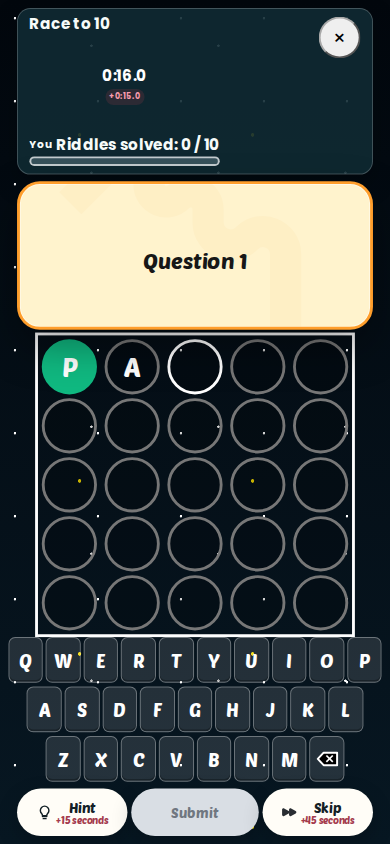 Race to 10
×
0:16.0
+0:15.0
You Riddles solved: 0 / 10
Question 1
P A
Q W E R T Y U I O P
A S D F G H J K L
Z X C V B N M
Hint
+15 seconds
Submit
Skip
+45 seconds